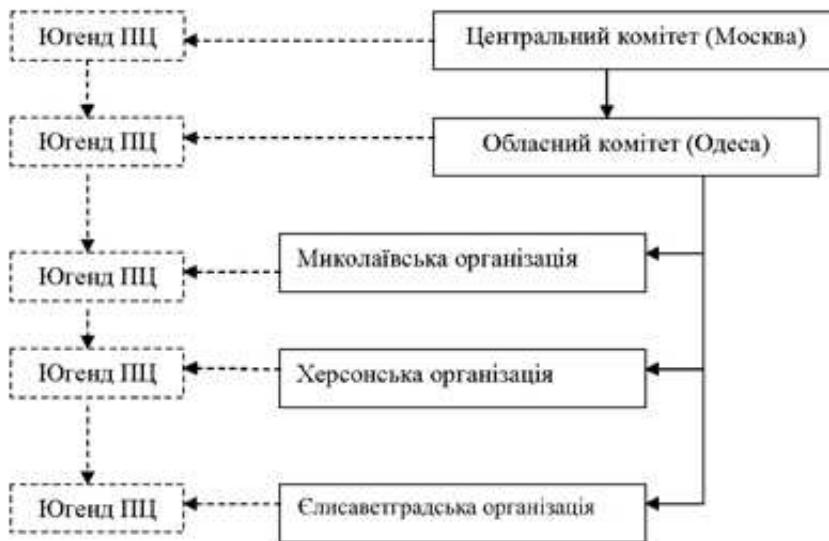 Югенд ПЦ
Центральний комітет (Москва)
Югенд ПЦ
Обласний комітет (Одеса)
Югенд ПЦ
Миколаївська організація
Югенд ПЦ
Херсонська організація
Югенд ПЦ
Єлисаветградська організація